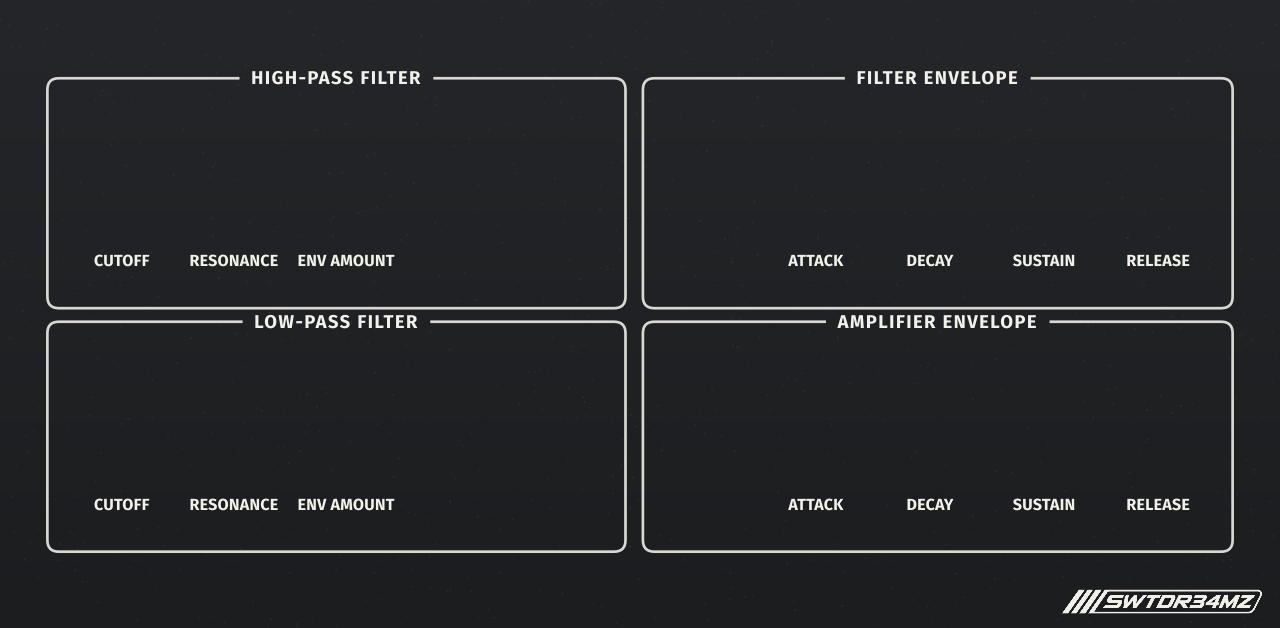 HIGH-PASS FILTER
CUTOFF RESONANCE ENV AMOUNT
FILTER ENVELOPE
ATTACK DECAY SUSTAIN RELEASE
LOW-PASS FILTER
CUTOFF RESONANCE ENV AMOUNT
AMPLIFIER ENVELOPE
ATTACK DECAY SUSTAIN RELEASE
SWTDR34MZ